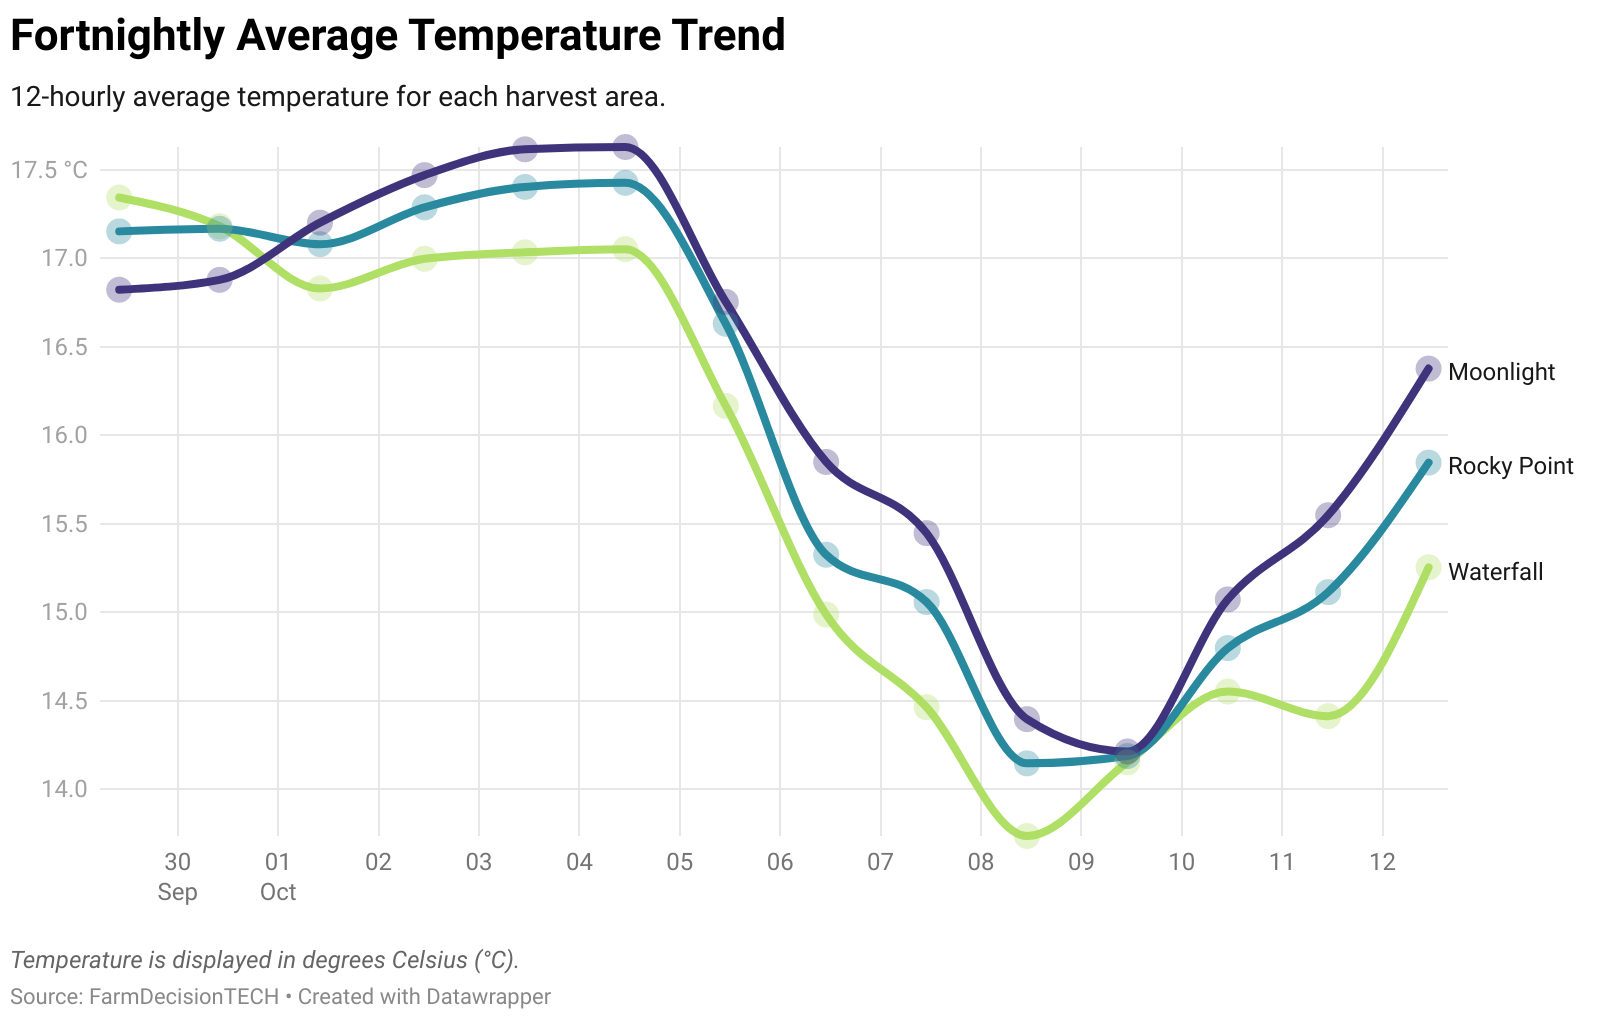 Fortnightly Average Temperature Trend
12-hourly average temperature for each harvest area.
17.5 °C
17.0
16.5
16.0
15.5
15.0
14.5
14.0
Moonlight
Rocky Point
Waterfall
30 01 02 03 04 05 06 07 08 09 10 11 12
Sep Oct
Temperature is displayed in degrees Celsius (°C).
Source: FarmDecisionTECH • Created with Datawrapper